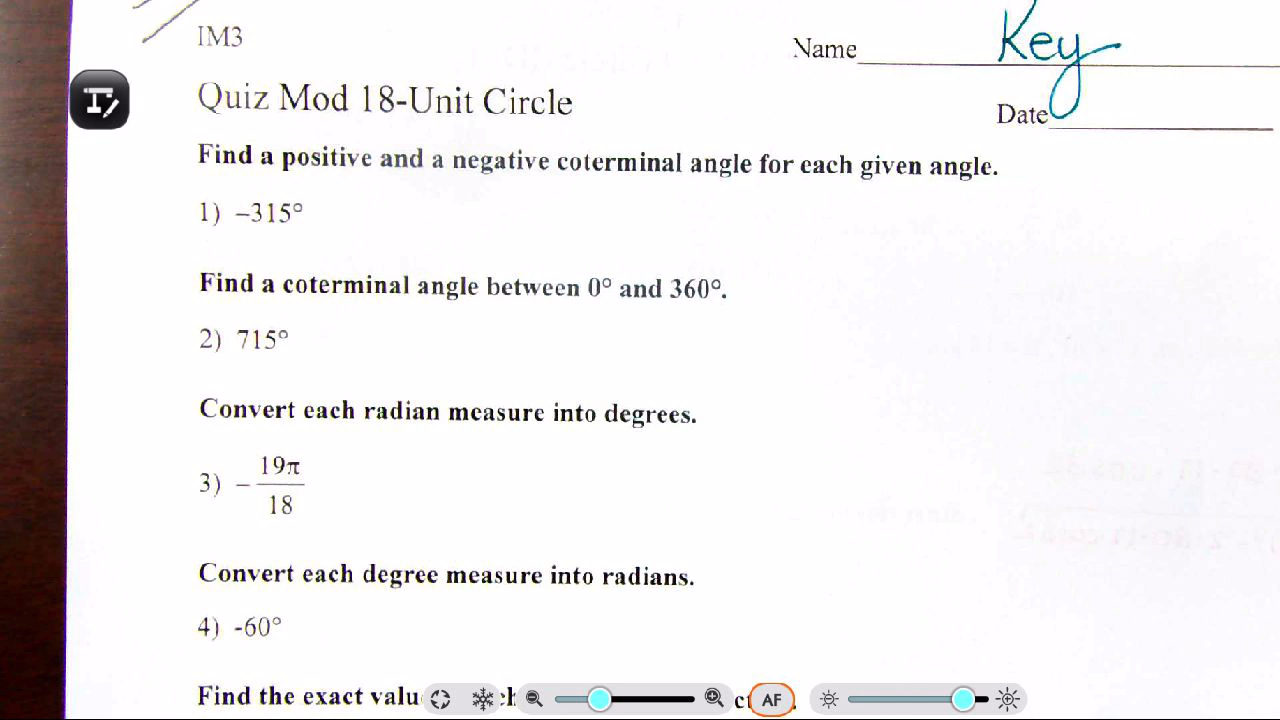 IM3
Name Key
Quiz Mod 18-Unit Circle
Date
Find a positive and a negative coterminal angle for each given angle.
1) –315°
Find a coterminal angle between 0° and 360°.
2) 715°
Convert each radian measure into degrees.
3) – 19π
18
Convert each degree measure into radians.
4) -60°
Find the exact valu
AF